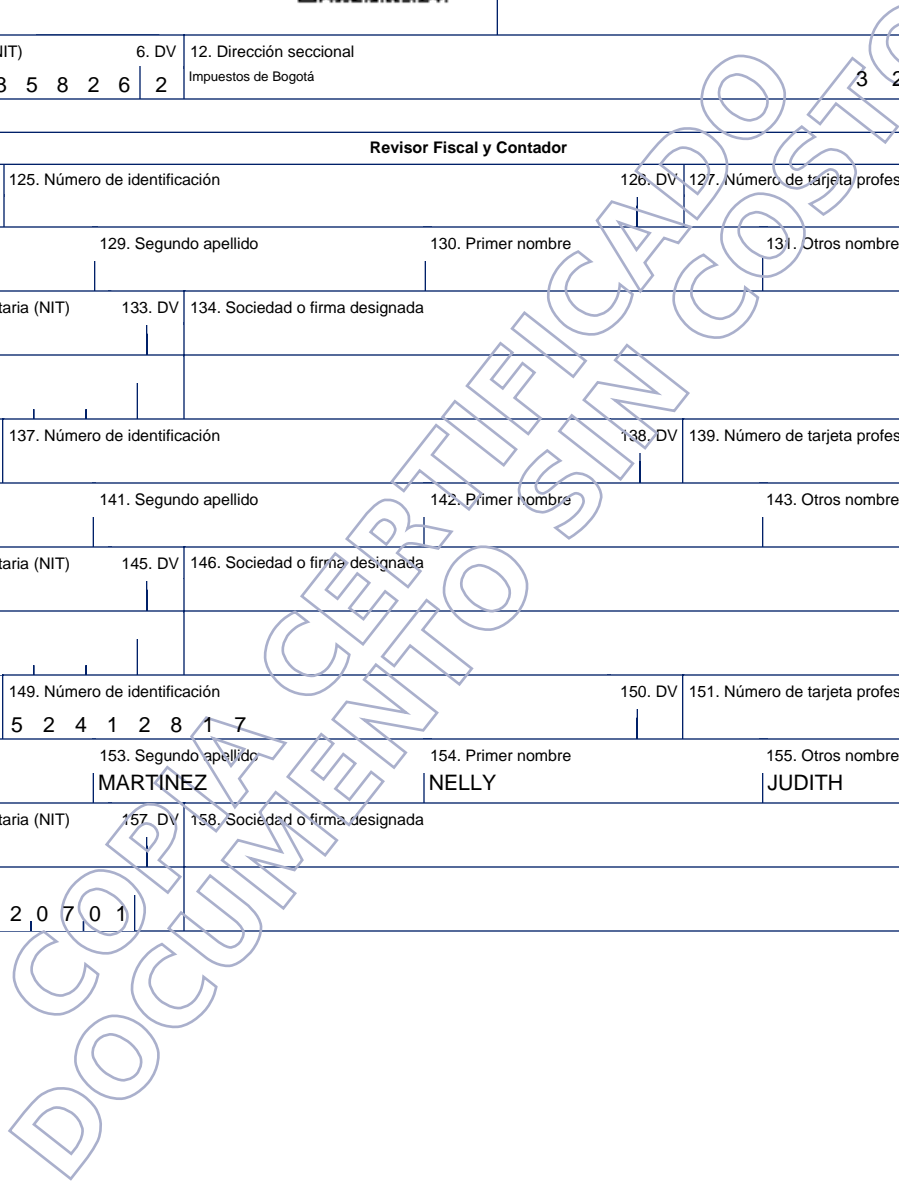 NIT) 6. DV 12. Dirección seccional
3 5 8 2 6 2 Impuestos de Bogotá 3 2
Revisor Fiscal y Contador
125. Número de identificación 126. DV 127. Número de tarjeta profes
129. Segundo apellido 130. Primer nombre 131. Otros nombre
taria (NIT) 133. DV 134. Sociedad o firma designada
137. Número de identificación 138. DV 139. Número de tarjeta profes
141. Segundo apellido 142. Primer nombre 143. Otros nombre
taria (NIT) 145. DV 146. Sociedad o firma designada
149. Número de identificación 150. DV 151. Número de tarjeta profes
5 2 4 1 2 8 1 7
153. Segundo apellido 154. Primer nombre 155. Otros nombre
MARTINEZ NELLY JUDITH
taria (NIT) 157. DV 158. Sociedad o firma designada
2 0 7 0 1
COPIA CERTIFICADO
DOCUMENTO SIN COSTO